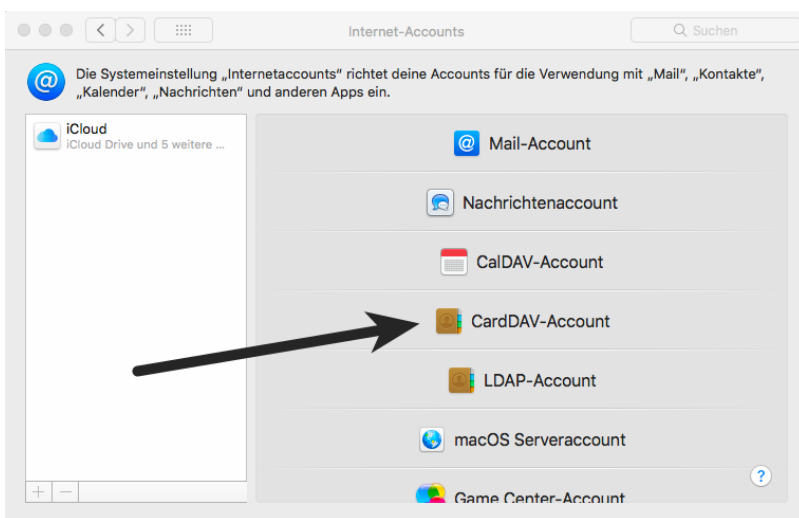 Internet-Accounts
Suchen
Die Systemeinstellung „Internetaccounts“ richtet deine Accounts für die Verwendung mit „Mail“, „Kontakte“,
„Kalender“, „Nachrichten“ und anderen Apps ein.
iCloud
iCloud Drive und 5 weitere ...
Mail-Account
Nachrichtenaccount
CalDAV-Account
CardDAV-Account
LDAP-Account
macOS Serveraccount
Game Center-Account
?